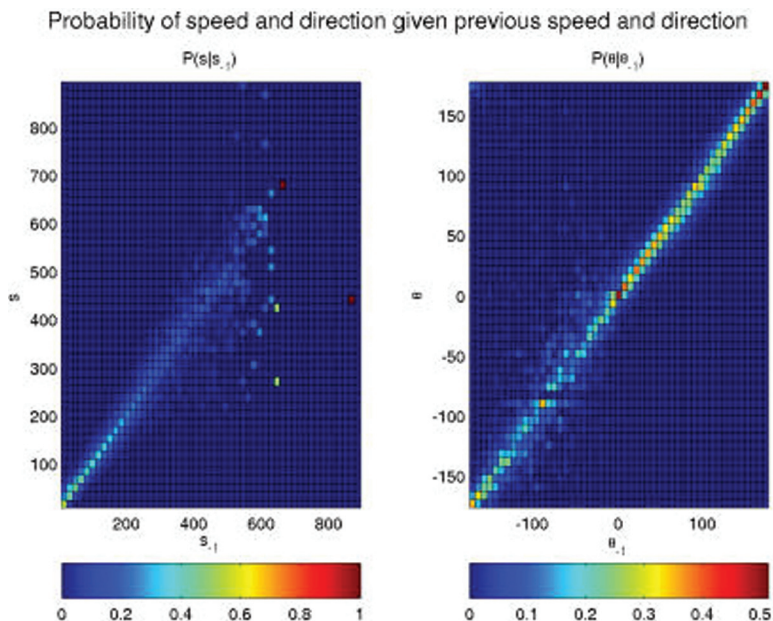 Probability of speed and direction given previous speed and direction
P(s|s-1)
P(θ|θ-1)
800
700
600
500
400
300
200
100
s
200 400 600 800
s-1
150
100
50
0
-50
-100
-150
θ
-100 0 100
θ-1
0 0.2 0.4 0.6 0.8 1
0 0.1 0.2 0.3 0.4 0.5